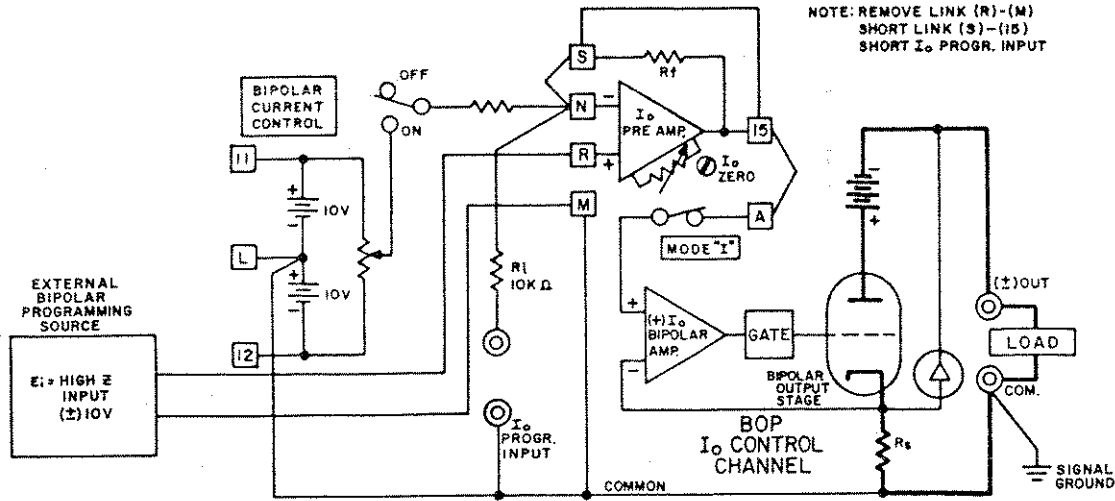 NOTE: REMOVE LINK (R)-(M)
SHORT LINK (S)-(15)
SHORT Io PROGR. INPUT
BIPOLAR
CURRENT
CONTROL
OFF
ON
S
Rf
N
-
Io
PRE AMP.
15
R
+
Io
ZERO
M
MODE "I"
A
11
+
10V
-
L
+
10V
-
12
R1
10K Ω
EXTERNAL
BIPOLAR
PROGRAMMING
SOURCE
Ei = HIGH Z
INPUT
(±) 10V
Io
PROGR.
INPUT
+
(+) Io
BIPOLAR
AMP.
-
GATE
-
+
BIPOLAR
OUTPUT
STAGE
(±) OUT
LOAD
COM.
BOP
Io CONTROL
CHANNEL
Rs
COMMON
SIGNAL
GROUND